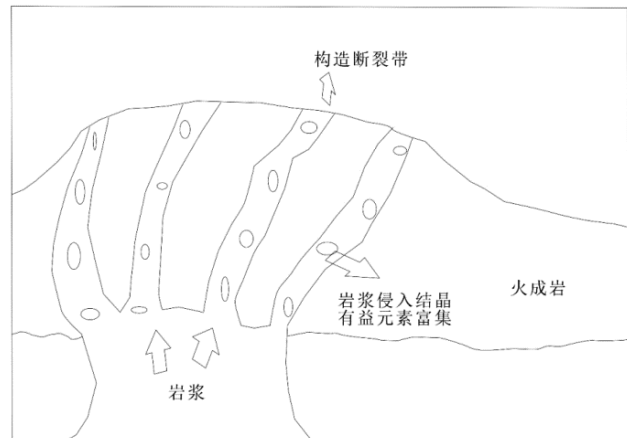 构造断裂带
岩浆侵入结晶
有益元素富集
火成岩
岩浆